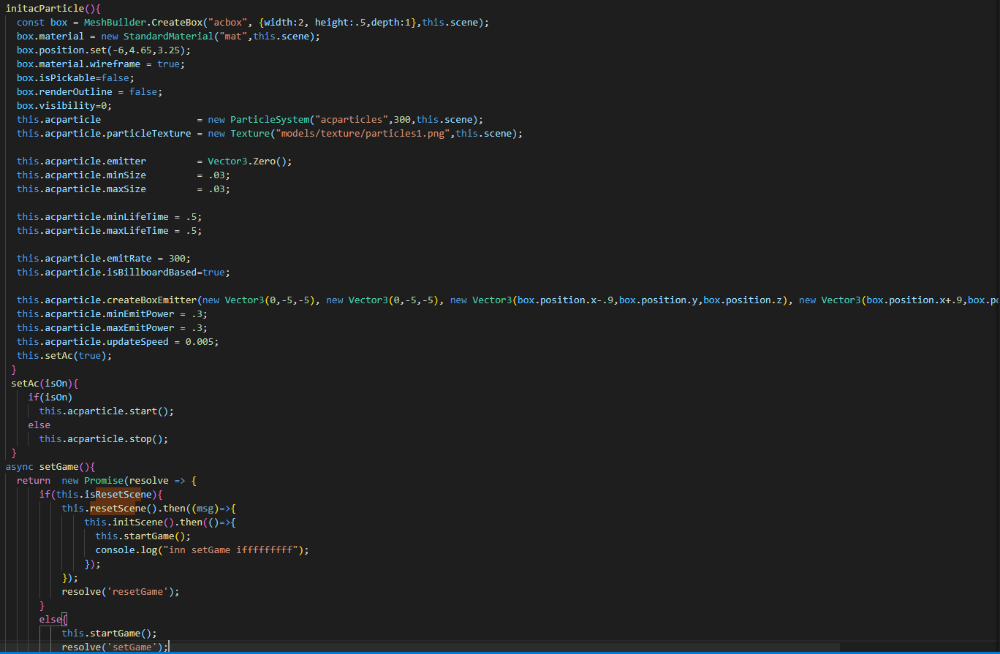 initacParticle(){
const box = MeshBuilder.CreateBox("acbox", {width:2, height:.5,depth:1},this.scene);
box.material = new StandardMaterial("mat",this.scene);
box.position.set(-6,4.65,3.25);
box.material.wireframe = true;
box.isPickable=false;
box.renderOutline = false;
box.visibility=0;
this.acparticle = new ParticleSystem("acparticles",300,this.scene);
this.acparticle.particleTexture = new Texture("models/texture/particles1.png",this.scene);
this.acparticle.emitter = Vector3.Zero();
this.acparticle.minSize = .03;
this.acparticle.maxSize = .03;
this.acparticle.minLifeTime = .5;
this.acparticle.maxLifeTime = .5;
this.acparticle.emitRate = 300;
this.acparticle.isBillboardBased=true;
this.acparticle.createBoxEmitter(new Vector3(0,-5,-5), new Vector3(0,-5,-5), new Vector3(box.position.x-.9,box.position.y,box.position.z), new Vector3(box.position.x+.9,box.po
this.acparticle.minEmitPower = .3;
this.acparticle.maxEmitPower = .3;
this.acparticle.updateSpeed = 0.005;
this.setAc(true);
}
setAc(isOn){
if(isOn)
this.acparticle.start();
else
this.acparticle.stop();
}
async setGame(){
return new Promise(resolve => {
if(this.isResetScene){
this.resetScene().then((msg)=>{
this.initScene().then(()=>{
this.startGame();
console.log("inn setGame ifffffffff");
});
});
resolve('resetGame');
}
else{
this.startGame();
resolve('setGame');